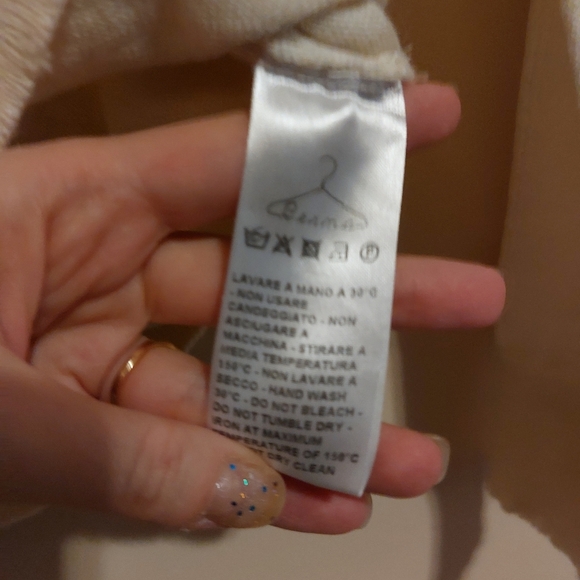 LAVARE A MANO A 30°C
- NON USARE
CANDEGGIATO - NON
ASCIUGARE A
MACCHINA - STIRARE A
MEDIA TEMPERATURA
150°C - NON LAVARE A
SECCO - HAND WASH
30°C - DO NOT BLEACH -
DO NOT TUMBLE DRY -
IRON AT MAXIMUM
TEMPERATURE OF 150°C
DRY CLEAN